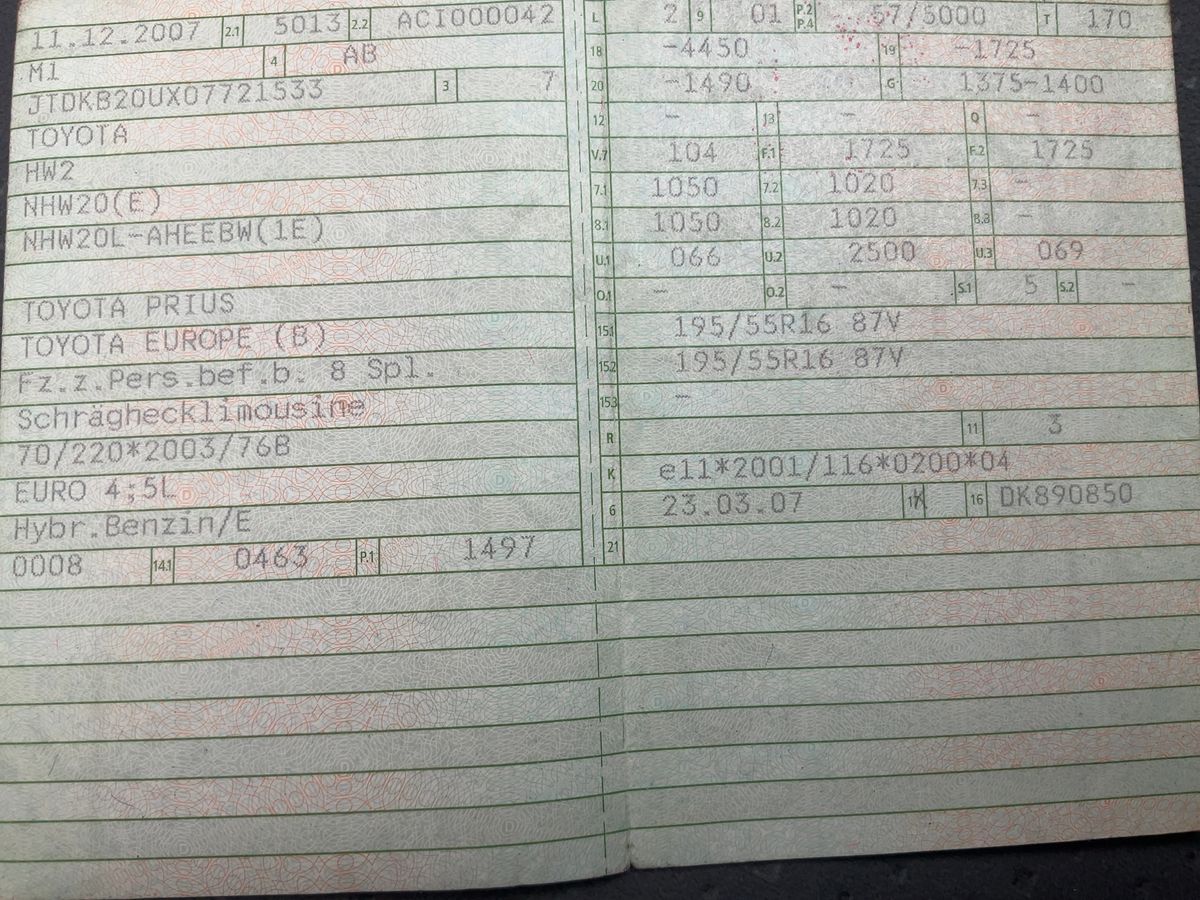 11.12.2007 2.1 5013 2.2 ACI000042
M1 4 AB
JTDKB20UX07721533 3 7
TOYOTA
HW2
NHW20(E)
NHW20L-AHEEBW(1E)
TOYOTA PRIUS
TOYOTA EUROPE (B)
Fz.z.Pers.bef.b. 8 Spl.
Schräghecklimousine
70/220*2003/76B
EURO 4;5L
Hybr.Benzin/E
0008 14.1 0463 P.1 1497
L 2 9 01 P.2 P.4 57/5000 T 170
18 -4450 19 -1725
20 -1490 G 1375-1400
12 - 13 - Q -
V.7 104 F.1 1725 F.2 1725
7.1 1050 7.2 1020 7.3 -
8.1 1050 8.2 1020 8.3 -
U.1 066 U.2 2500 U.3 069
O.1 - O.2 - S.1 5 S.2 -
15.1 195/55R16 87V
15.2 195/55R16 87V
15.3 -
R 11 3
K e11*2001/116*0200*04
6 23.03.07 17 K 16 DK890850
21